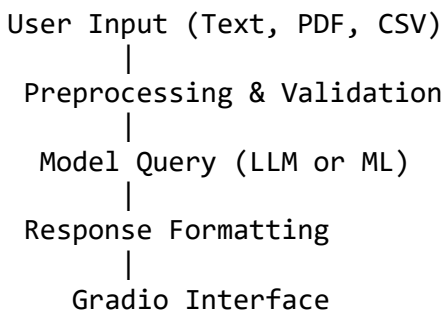 User Input (Text, PDF, CSV)
|
Preprocessing & Validation
|
Model Query (LLM or ML)
|
Response Formatting
|
Gradio Interface